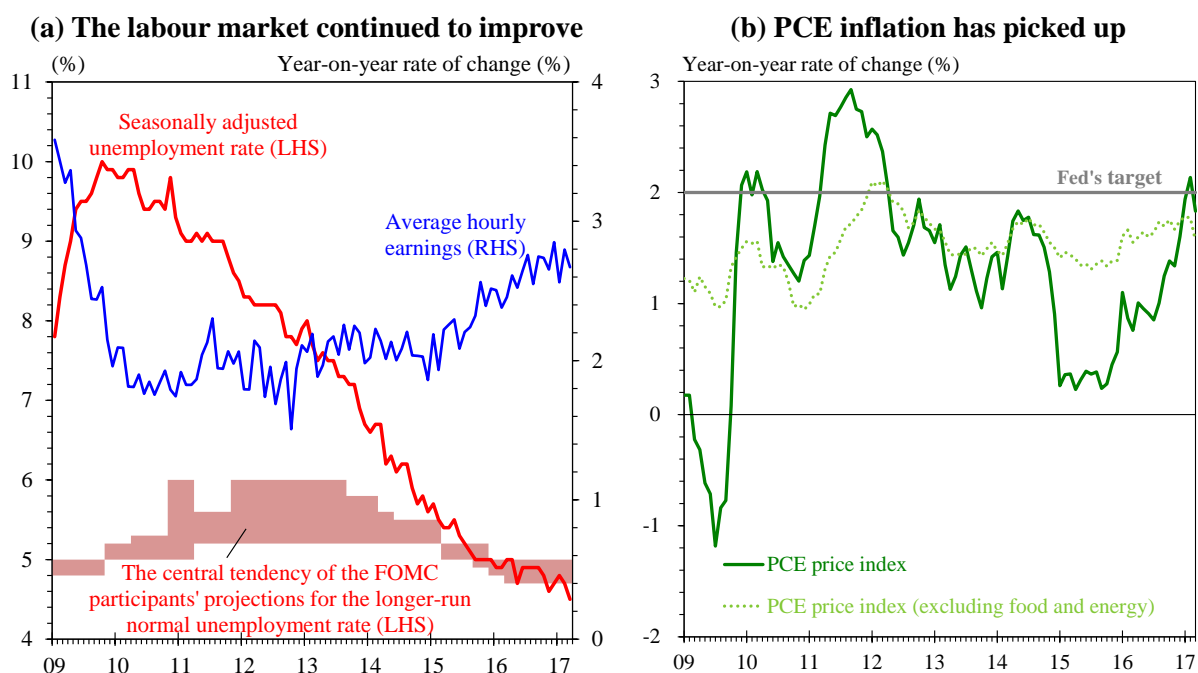 (a) The labour market continued to improve
(%)
Year-on-year rate of change (%)
11
10
9
8
7
6
5
4
4
3
2
1
0
Seasonally adjusted
unemployment rate (LHS)
Average hourly
earnings (RHS)
The central tendency of the FOMC
participants' projections for the longer-run
normal unemployment rate (LHS)
09 10 11 12 13 14 15 16 17
(b) PCE inflation has picked up
Year-on-year rate of change (%)
3
2
1
0
-1
-2
Fed's target
PCE price index
PCE price index (excluding food and energy)
09 10 11 12 13 14 15 16 17